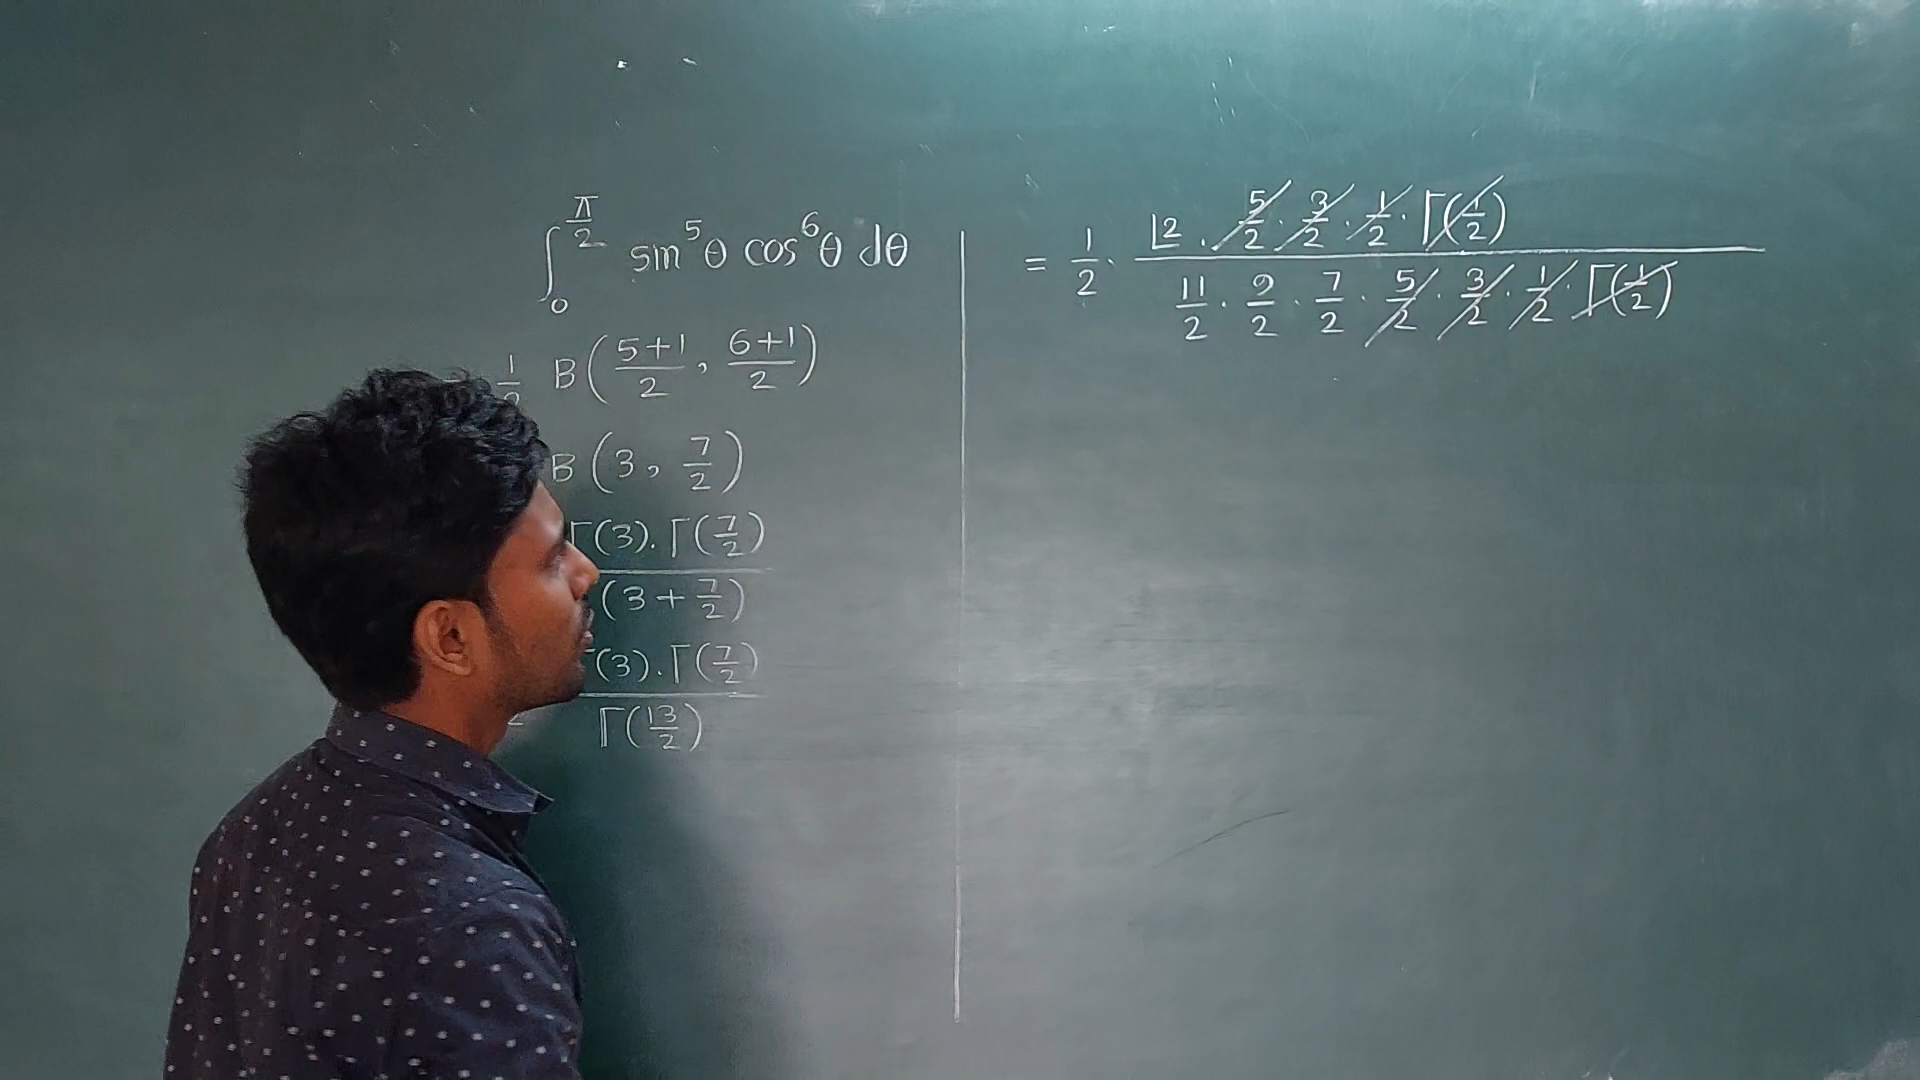 ∫₀^(π/2) sin⁵θ cos⁶θ dθ
1/2 B(5+1/2, 6+1/2)
B(3, 7/2)
Γ(3).Γ(7/2)
(3+7/2)
(3).Γ(7/2)
Γ(13/2)
= 1/2 . ⌊2 . 5/2 . 3/2 . 1/2 . Γ(1/2)
11/2 . 9/2 . 7/2 . 5/2 . 3/2 . 1/2 . Γ(1/2)